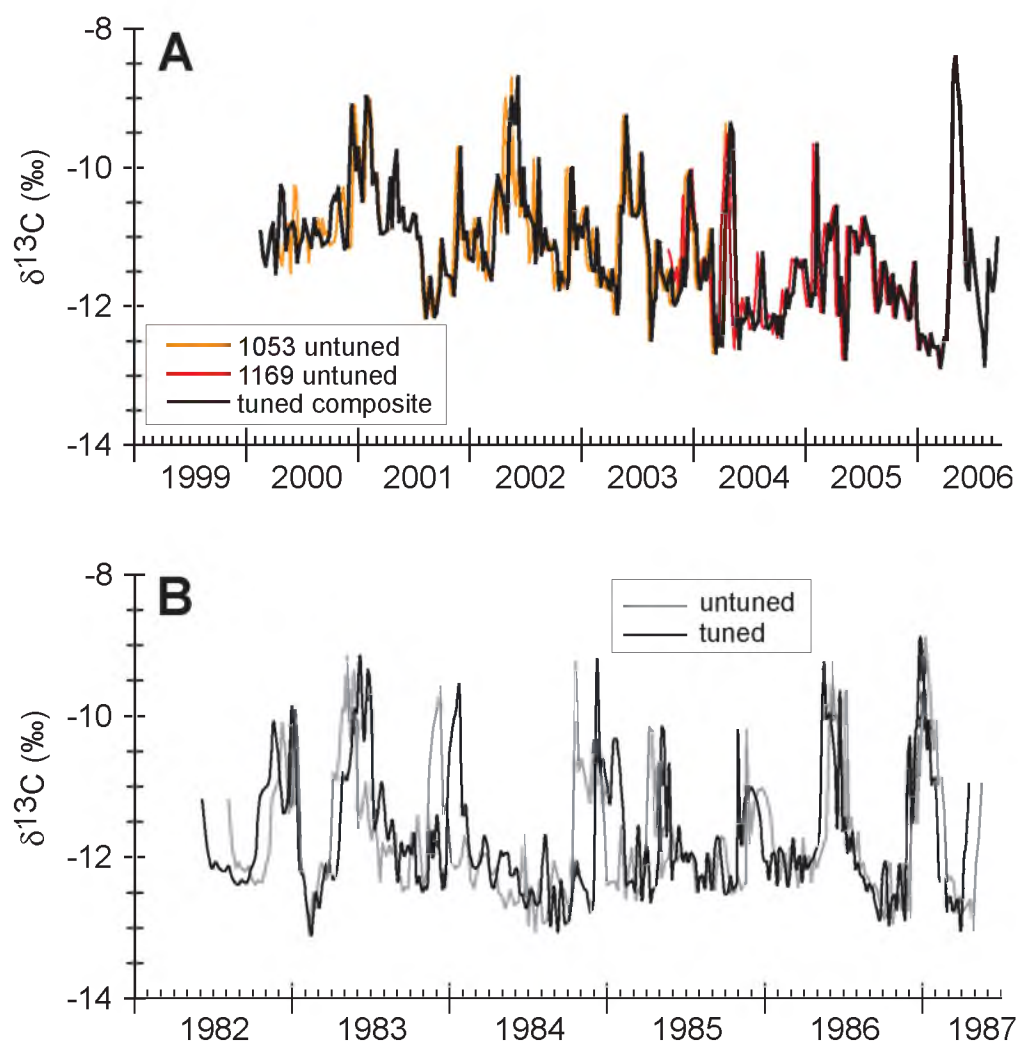 A
-8
-10
-12
-14
δ13C (‰)
1053 untuned
1169 untuned
tuned composite
1999 2000 2001 2002 2003 2004 2005 2006
B
-8
-10
-12
-14
δ13C (‰)
untuned
tuned
1982 1983 1984 1985 1986 1987